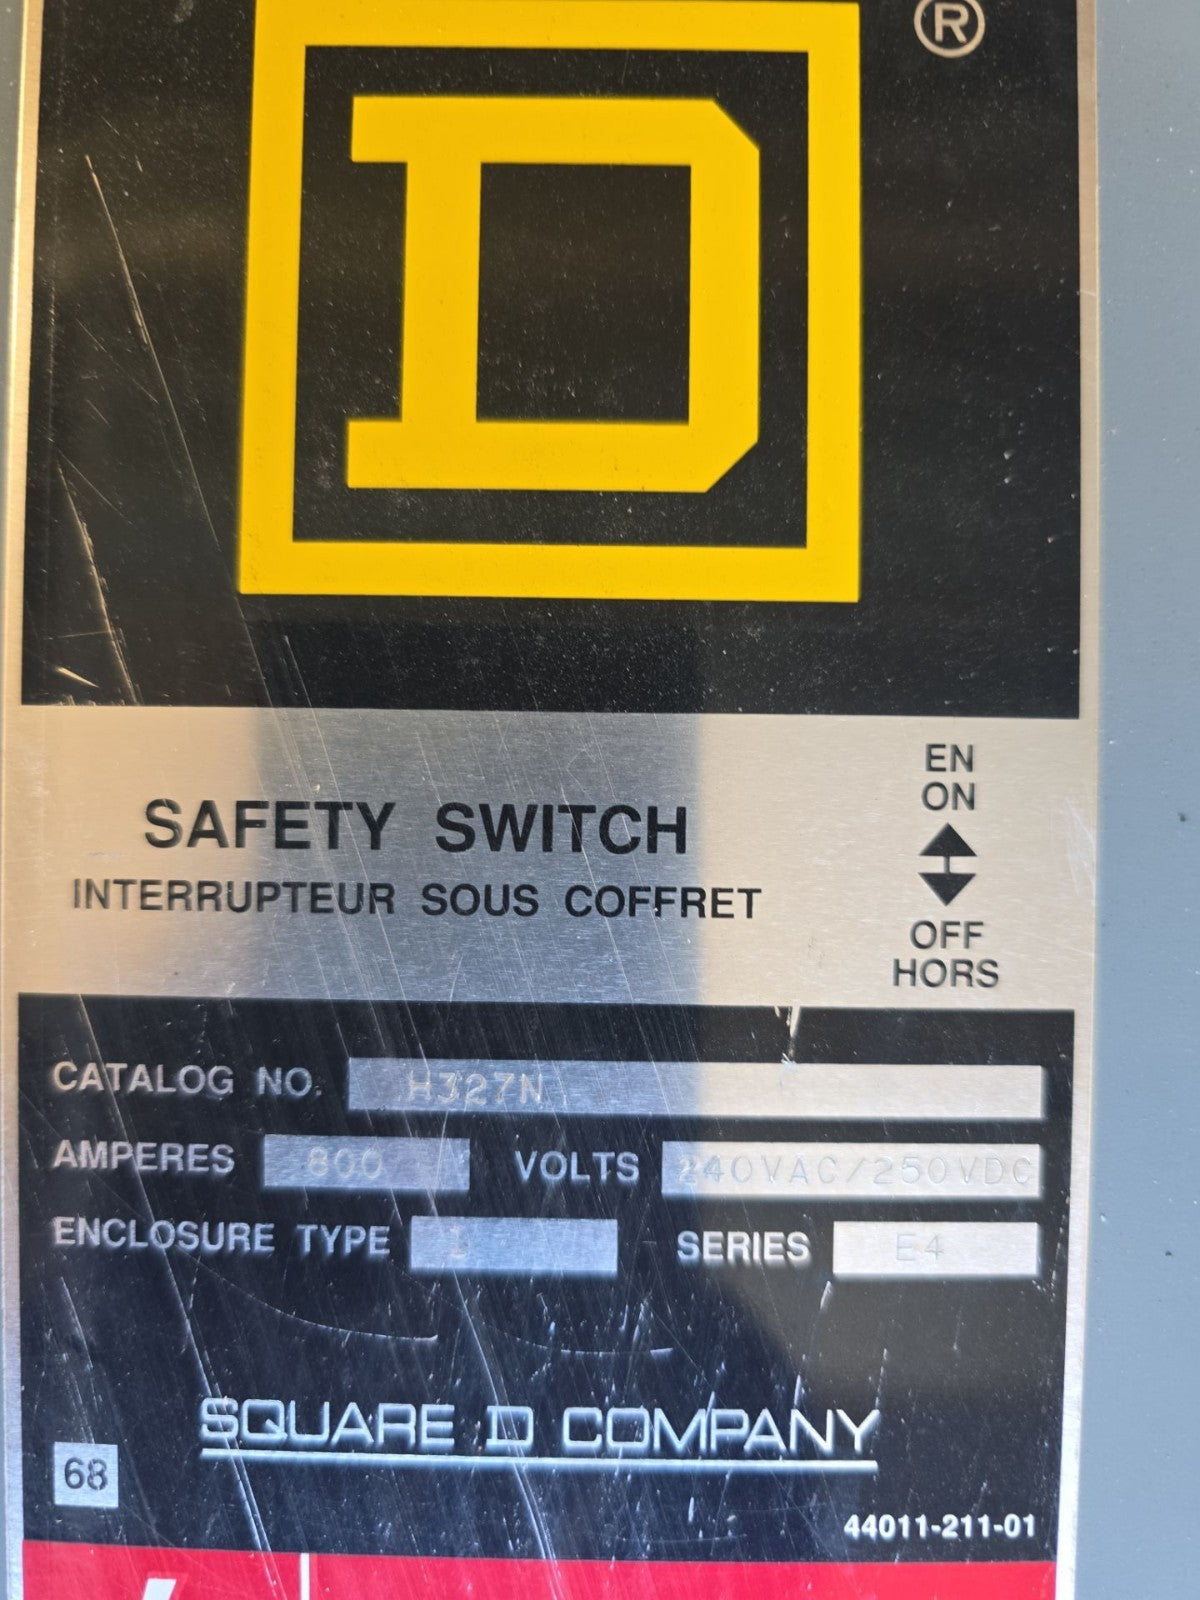 D ®
EN
ON
SAFETY SWITCH
INTERRUPTEUR SOUS COFFRET
OFF
HORS
CATALOG NO. H327N
AMPERES 800 VOLTS 240VAC/250VDC
ENCLOSURE TYPE 1 SERIES E4
SQUARE D COMPANY
68
44011-211-01